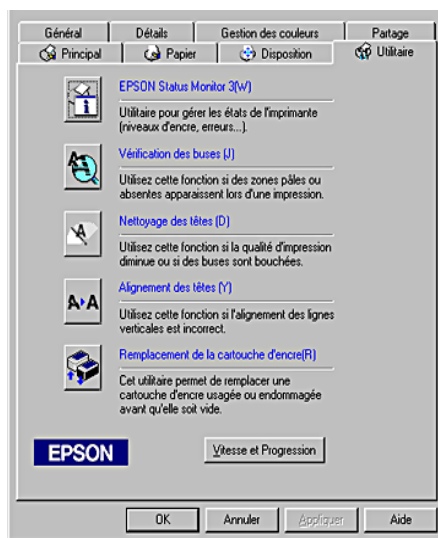 Général Détails Gestion des couleurs Partage
Principal Papier Disposition Utilitaire
EPSON Status Monitor 3(W)
Utilitaire pour gérer les états de l'imprimante
(niveaux d'encre, erreurs...).
Vérification des buses (J)
Utilisez cette fonction si des zones pâles ou
absentes apparaissent lors d'une impression.
Nettoyage des têtes (D)
Utilisez cette fonction si la qualité d'impression
diminue ou si des buses sont bouchées.
Alignement des têtes (Y)
Utilisez cette fonction si l'alignement des lignes
verticales est incorrect.
Remplacement de la cartouche d'encre(R)
Cet utilitaire permet de remplacer une
cartouche d'encre usagée ou endommagée
avant qu'elle soit vide.
EPSON Vitesse et Progression
OK Annuler Appliquer Aide